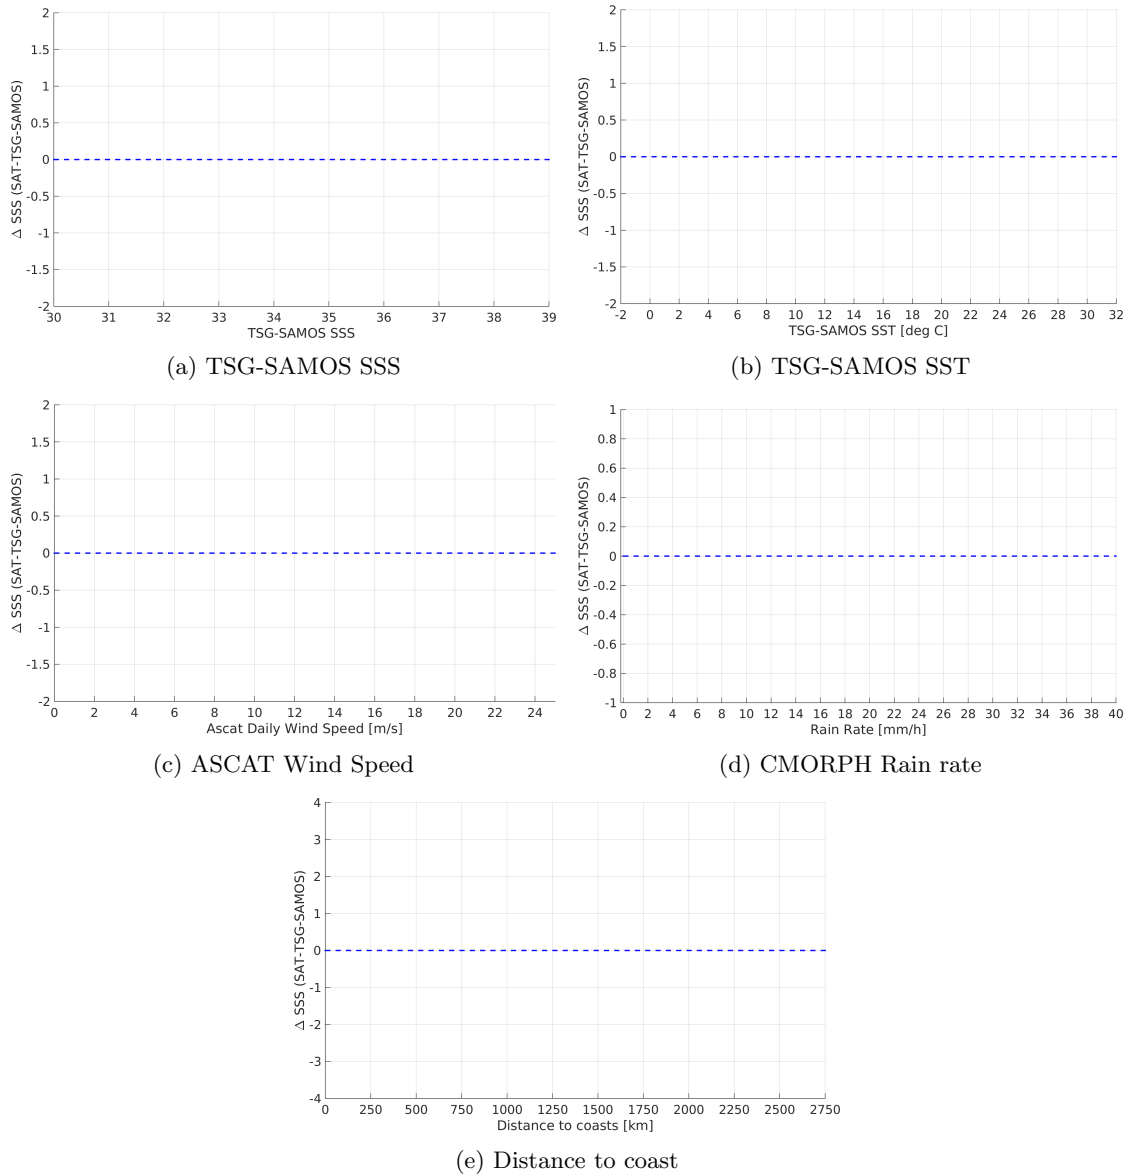 2
1.5
1
0.5
0
-0.5
-1
-1.5
-2
Δ SSS (SAT-TSG-SAMOS)
30 31 32 33 34 35 36 37 38 39
TSG-SAMOS SSS
(a) TSG-SAMOS SSS
2
1.5
1
0.5
0
-0.5
-1
-1.5
-2
Δ SSS (SAT-TSG-SAMOS)
-2 0 2 4 6 8 10 12 14 16 18 20 22 24 26 28 30 32
TSG-SAMOS SST [deg C]
(b) TSG-SAMOS SST
2
1.5
1
0.5
0
-0.5
-1
-1.5
-2
Δ SSS (SAT-TSG-SAMOS)
0 2 4 6 8 10 12 14 16 18 20 22 24
Ascat Daily Wind Speed [m/s]
(c) ASCAT Wind Speed
1
0.8
0.6
0.4
0.2
0
-0.2
-0.4
-0.6
-0.8
-1
Δ SSS (SAT-TSG-SAMOS)
0 2 4 6 8 10 12 14 16 18 20 22 24 26 28 30 32 34 36 38 40
Rain Rate [mm/h]
(d) CMORPH Rain rate
4
3
2
1
0
-1
-2
-3
-4
Δ SSS (SAT-TSG-SAMOS)
0 250 500 750 1000 1250 1500 1750 2000 2250 2500 2750
Distance to coasts [km]
(e) Distance to coast